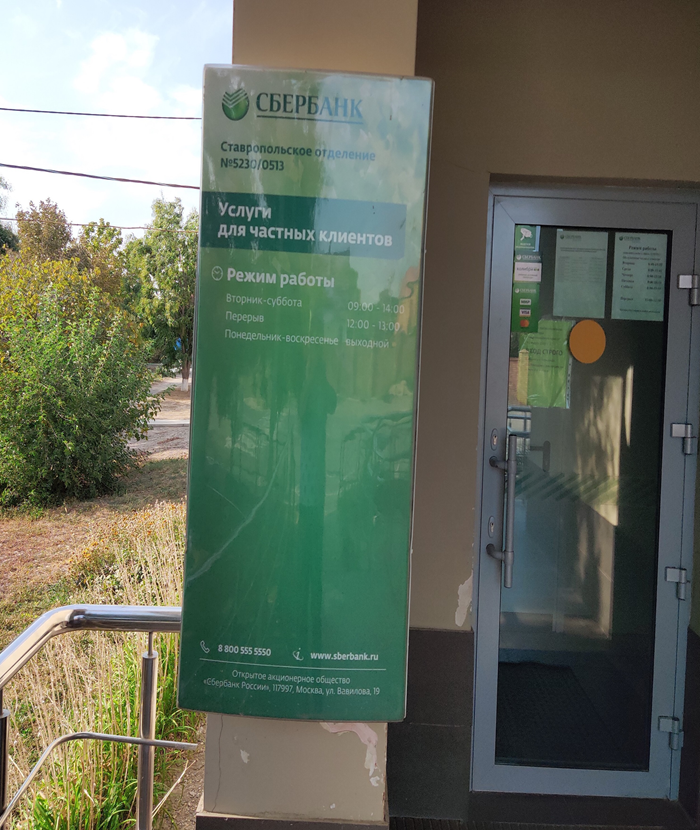 СБЕРБАНК
Ставропольское отделение
№5230/0513
Услуги
для частных клиентов
Режим работы
Вторник-суббота 09:00 - 14:00
Перерыв 12:00 - 13:00
Понедельник-воскресенье выходной
8 800 555 5550 www.sberbank.ru
Открытое акционерное общество
«Сбербанк России», 117997, Москва, ул. Вавилова, 19
VISA